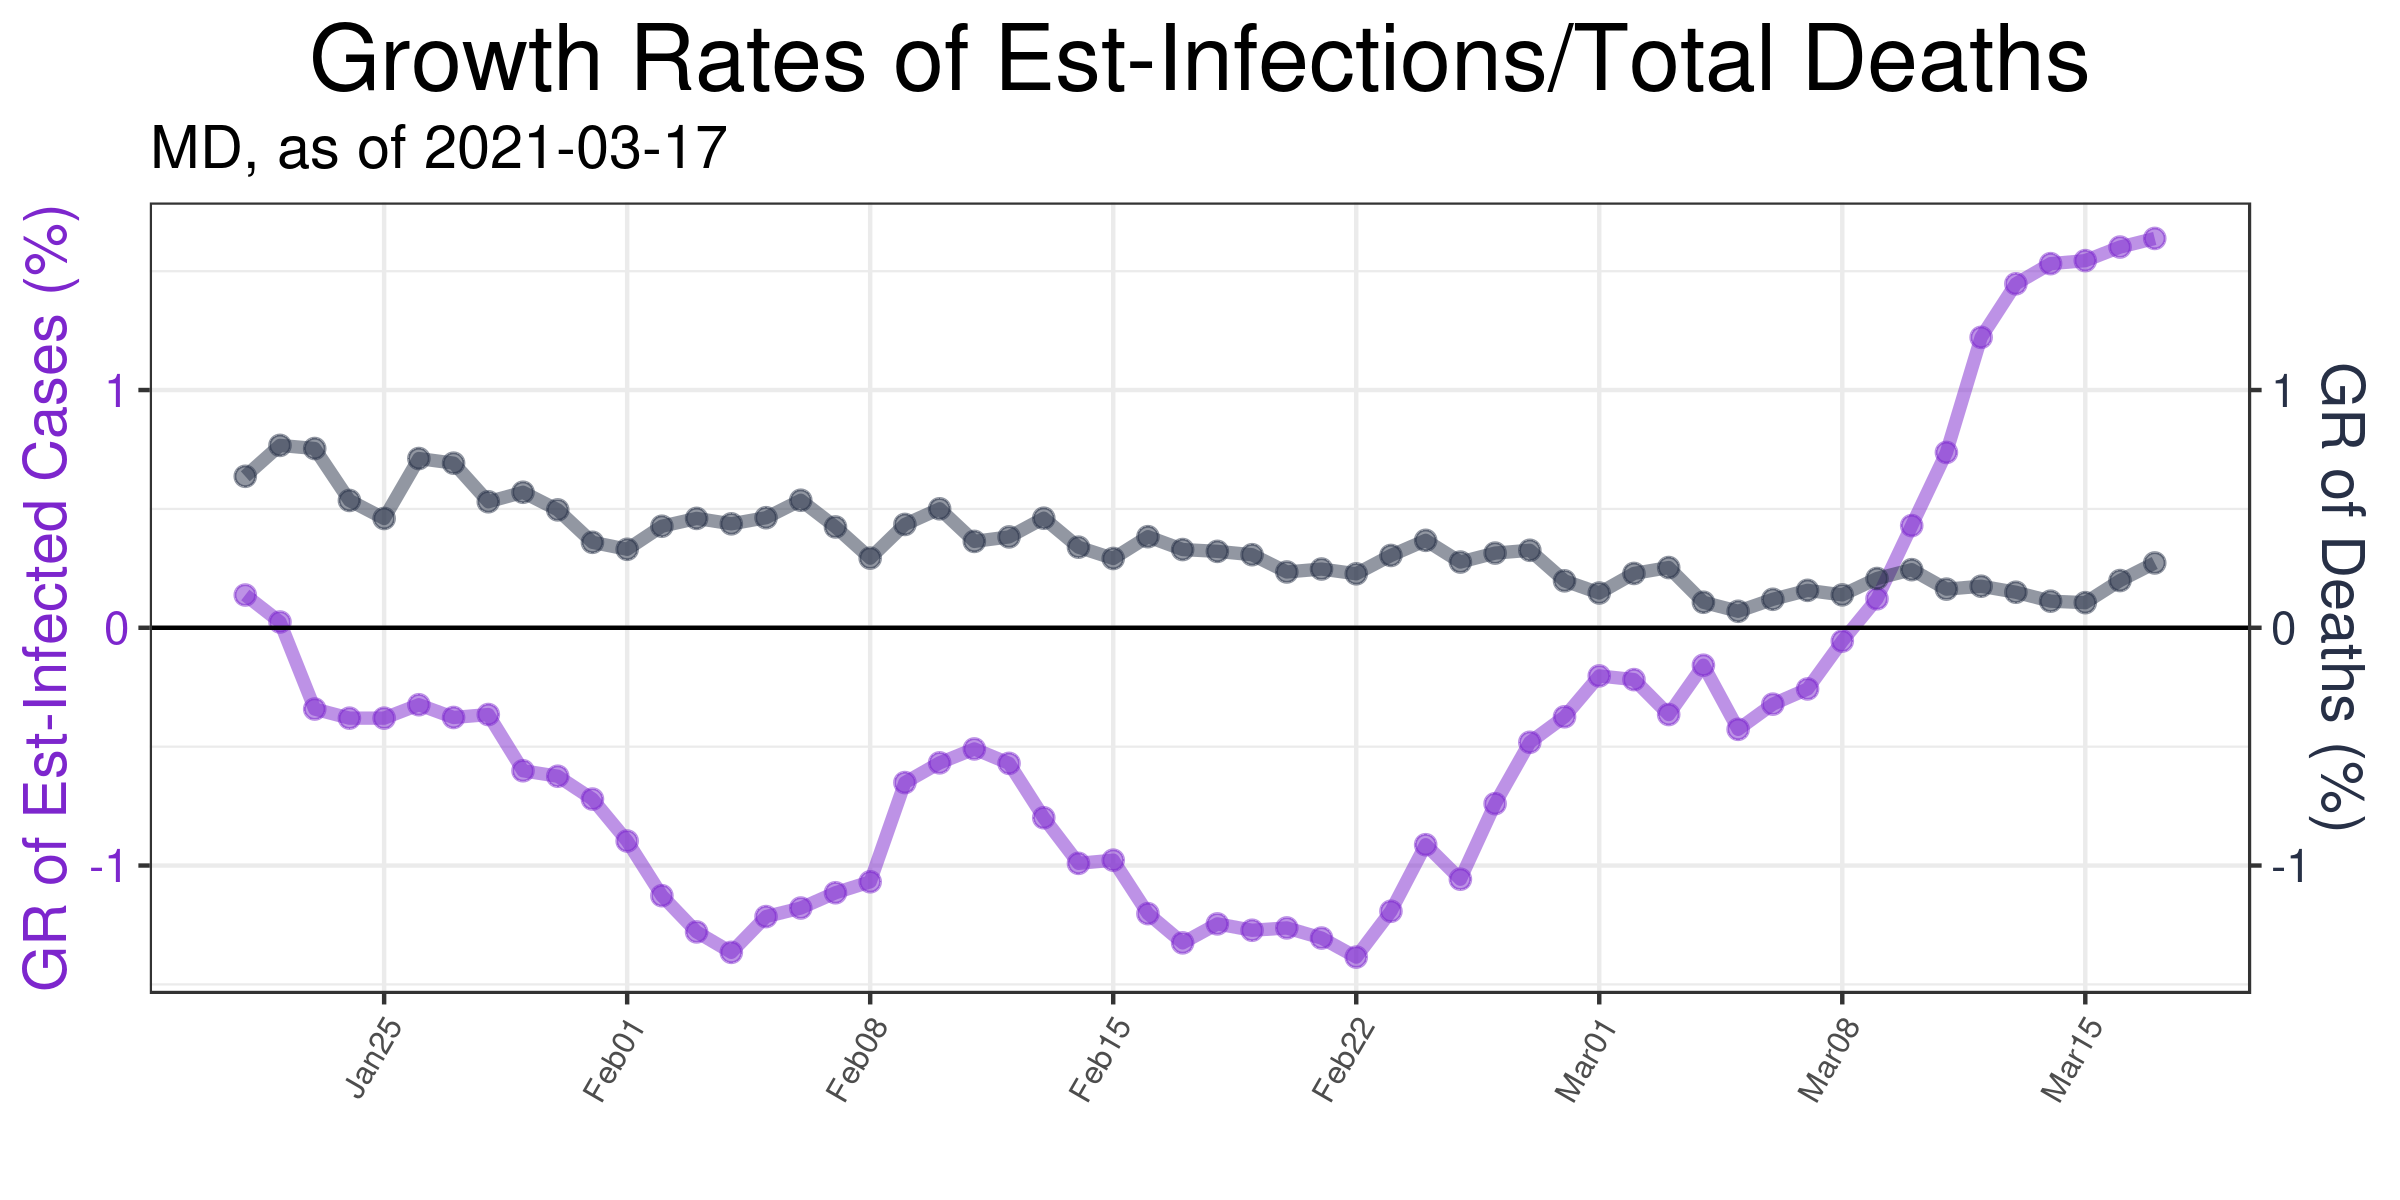 Growth Rates of Est-Infections/Total Deaths
MD, as of 2021-03-17
GR of Est-Infected Cases (%)
1
0
-1
1
0
-1
GR of Deaths (%)
Jan25
Feb01
Feb08
Feb15
Feb22
Mar01
Mar08
Mar15